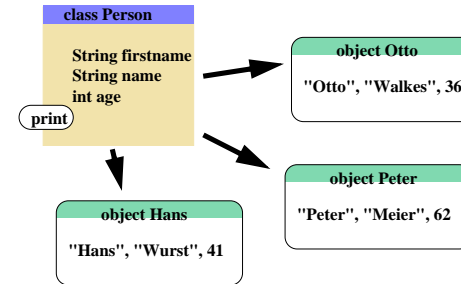 class Person
String firstname
String name
int age
print
object Otto
"Otto", "Walkes", 36
object Peter
"Peter", "Meier", 62
object Hans
"Hans", "Wurst", 41